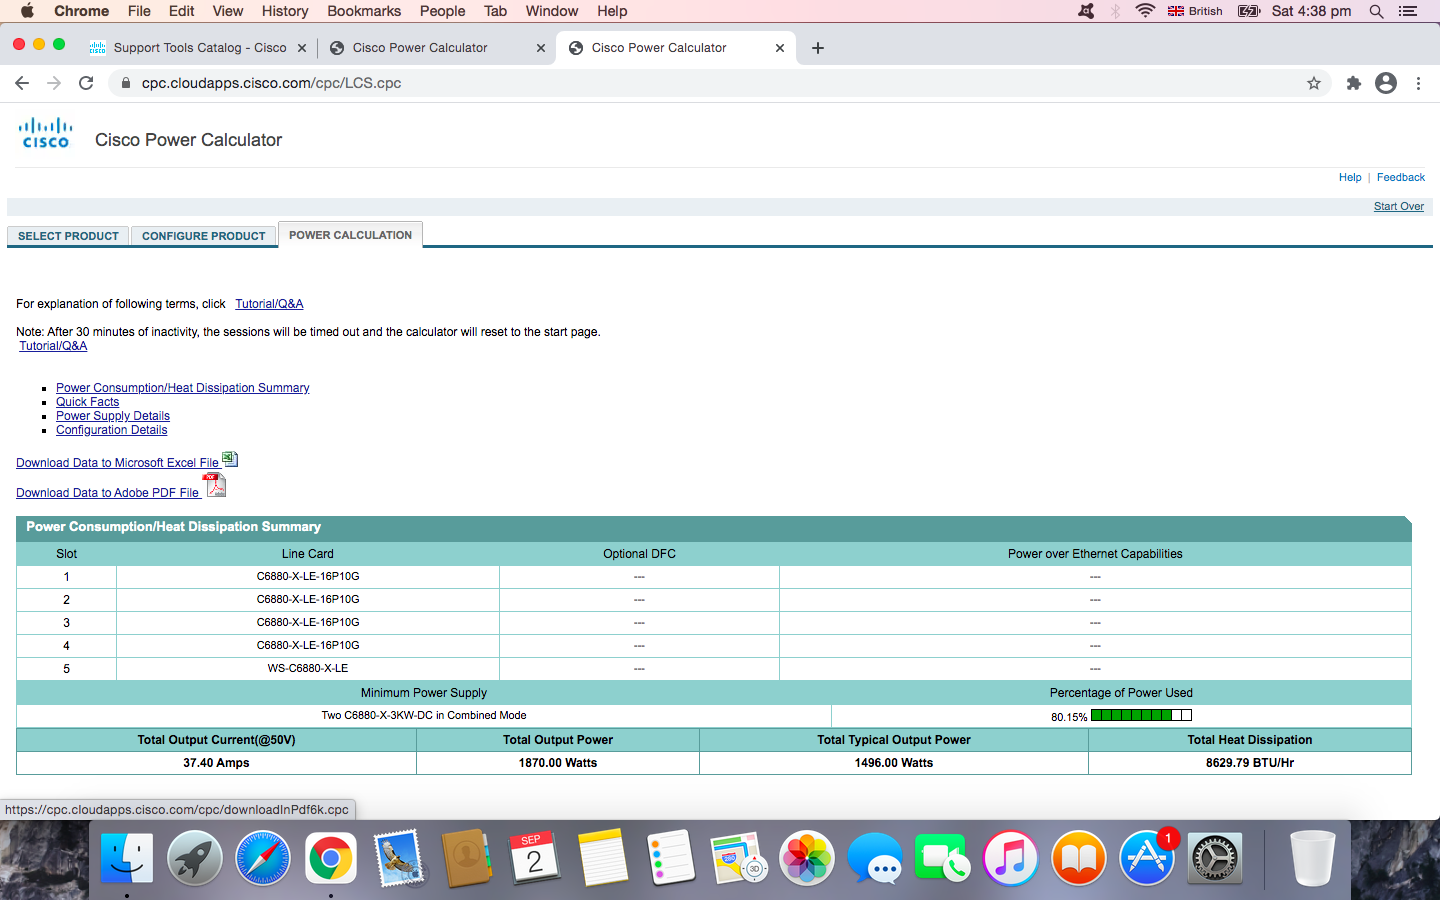 Chrome File Edit View History Bookmarks People Tab Window Help British Sat 4:38 pm
Support Tools Catalog - Cisco Cisco Power Calculator Cisco Power Calculator
cpc.cloudapps.cisco.com/cpc/LCS.cpc
CISCO Cisco Power Calculator
Help | Feedback
Start Over
SELECT PRODUCT CONFIGURE PRODUCT POWER CALCULATION
For explanation of following terms, click Tutorial/Q&A
Note: After 30 minutes of inactivity, the sessions will be timed out and the calculator will reset to the start page.
Tutorial/Q&A
Power Consumption/Heat Dissipation Summary
Quick Facts
Power Supply Details
Configuration Details
Download Data to Microsoft Excel File
Download Data to Adobe PDF File
Power Consumption/Heat Dissipation Summary
Slot Line Card Optional DFC Power over Ethernet Capabilities
1 C6880-X-LE-16P10G --- ---
2 C6880-X-LE-16P10G --- ---
3 C6880-X-LE-16P10G --- ---
4 C6880-X-LE-16P10G --- ---
5 WS-C6880-X-LE --- ---
Minimum Power Supply Percentage of Power Used
Two C6880-X-3KW-DC in Combined Mode 80.15%
Total Output Current(@50V) Total Output Power Total Typical Output Power Total Heat Dissipation
37.40 Amps 1870.00 Watts 1496.00 Watts 8629.79 BTU/Hr
https://cpc.cloudapps.cisco.com/cpc/downloadInPdf6k.cpc
SEP
2
280
3D
1